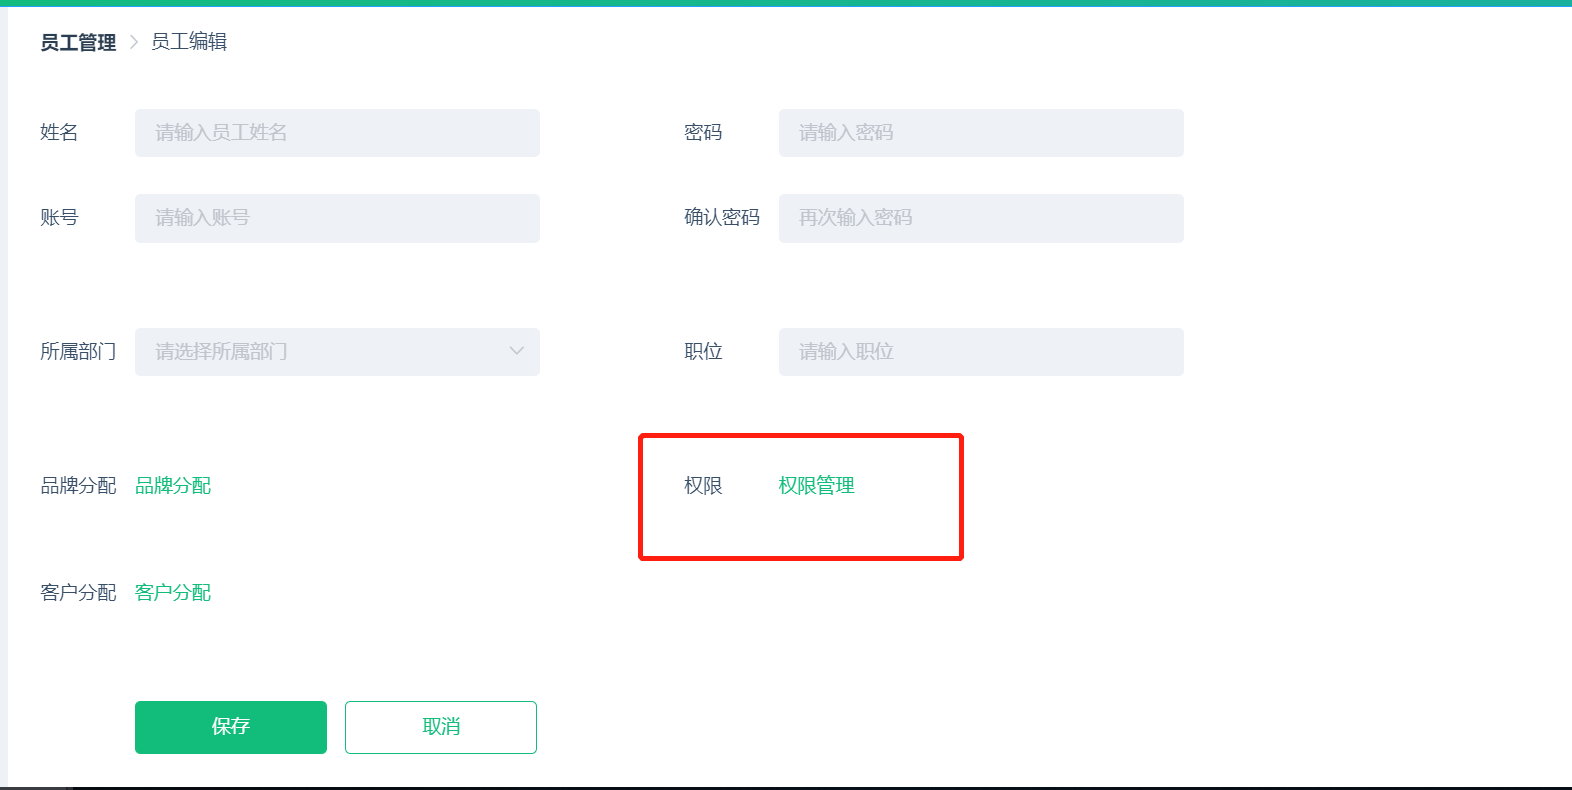 员工管理 > 员工编辑
姓名 请输入员工姓名 密码 请输入密码
账号 请输入账号 确认密码 再次输入密码
所属部门 请选择所属部门 职位 请输入职位
品牌分配 品牌分配 权限 权限管理
客户分配 客户分配
保存 取消